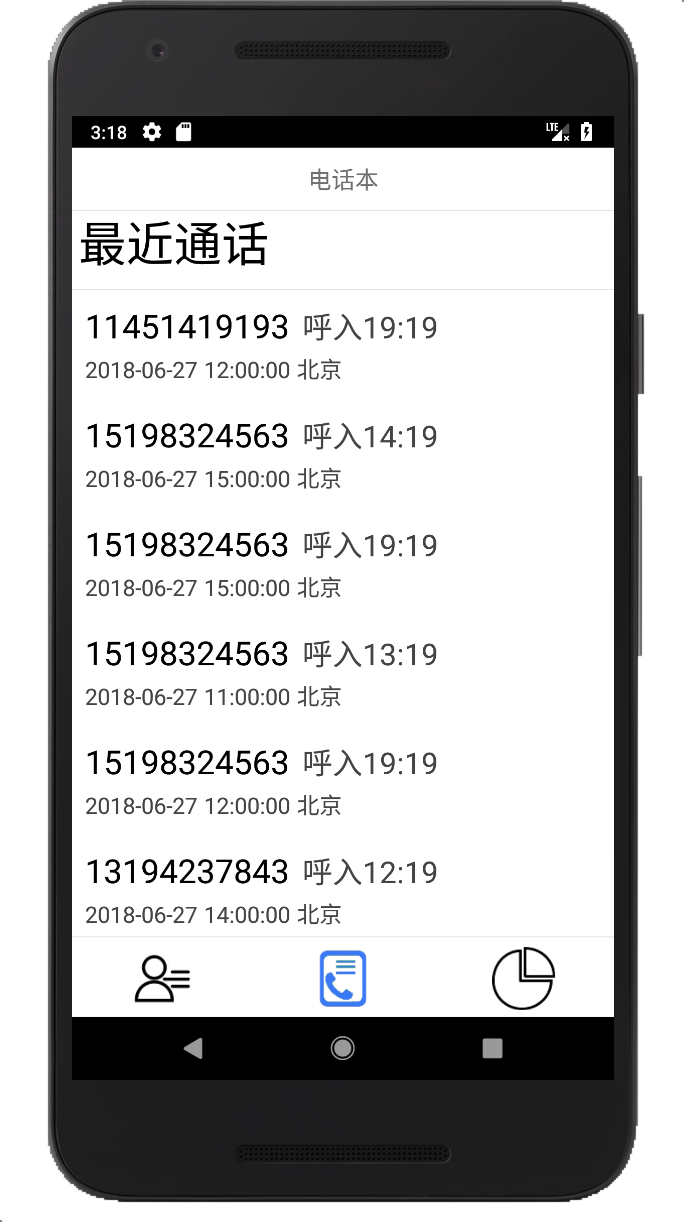 3:18
LTE
电话本
最近通话
11451419193 呼入19:19
2018-06-27 12:00:00 北京
15198324563 呼入14:19
2018-06-27 15:00:00 北京
15198324563 呼入19:19
2018-06-27 15:00:00 北京
15198324563 呼入13:19
2018-06-27 11:00:00 北京
15198324563 呼入19:19
2018-06-27 12:00:00 北京
13194237843 呼入12:19
2018-06-27 14:00:00 北京